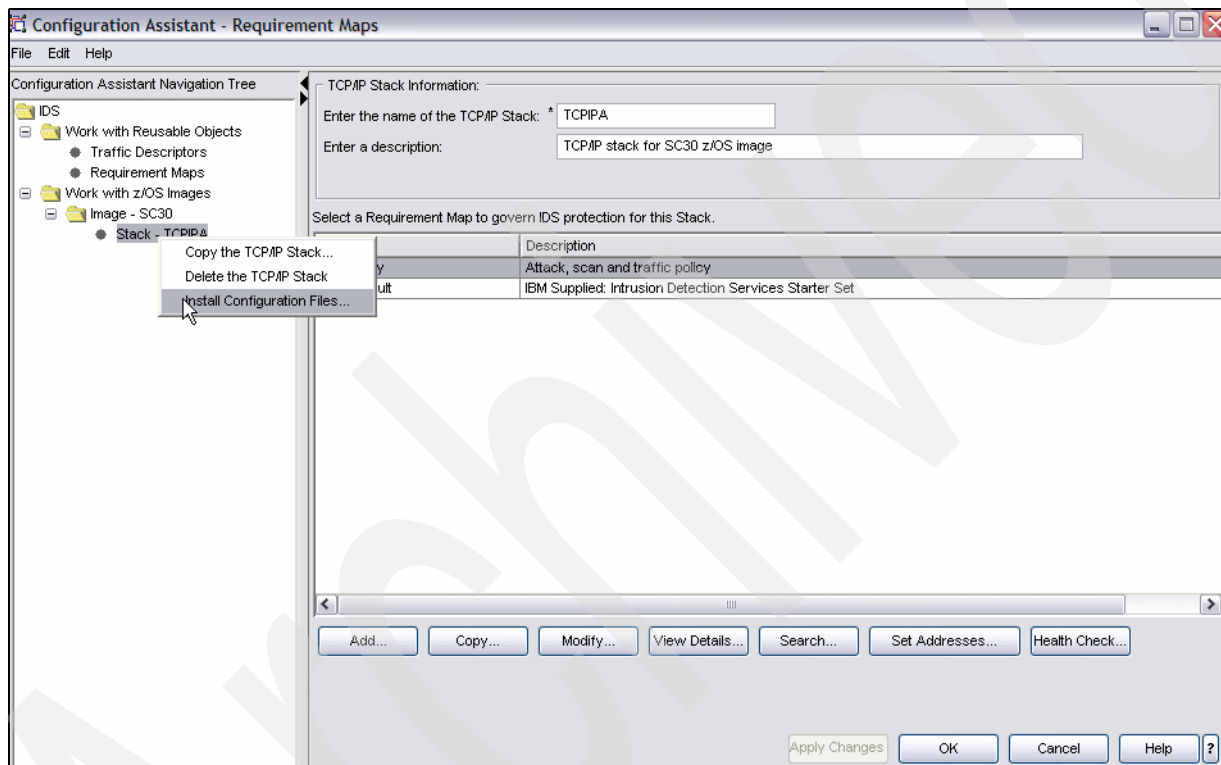 Configuration Assistant - Requirement Maps
File Edit Help
Configuration Assistant Navigation Tree
IDS
Work with Reusable Objects
Traffic Descriptors
Requirement Maps
Work with z/OS Images
Image - SC30
Stack - TCPIPA
Copy the TCP/IP Stack...
Delete the TCP/IP Stack
Install Configuration Files...
TCP/IP Stack Information:
Enter the name of the TCP/IP Stack: * TCPIPA
Enter a description: TCP/IP stack for SC30 z/OS image
Select a Requirement Map to govern IDS protection for this Stack.
Description
y Attack, scan and traffic policy
ult IBM Supplied: Intrusion Detection Services Starter Set
Add... Copy... Modify... View Details... Search... Set Addresses... Health Check...
Apply Changes OK Cancel Help ?
Archived